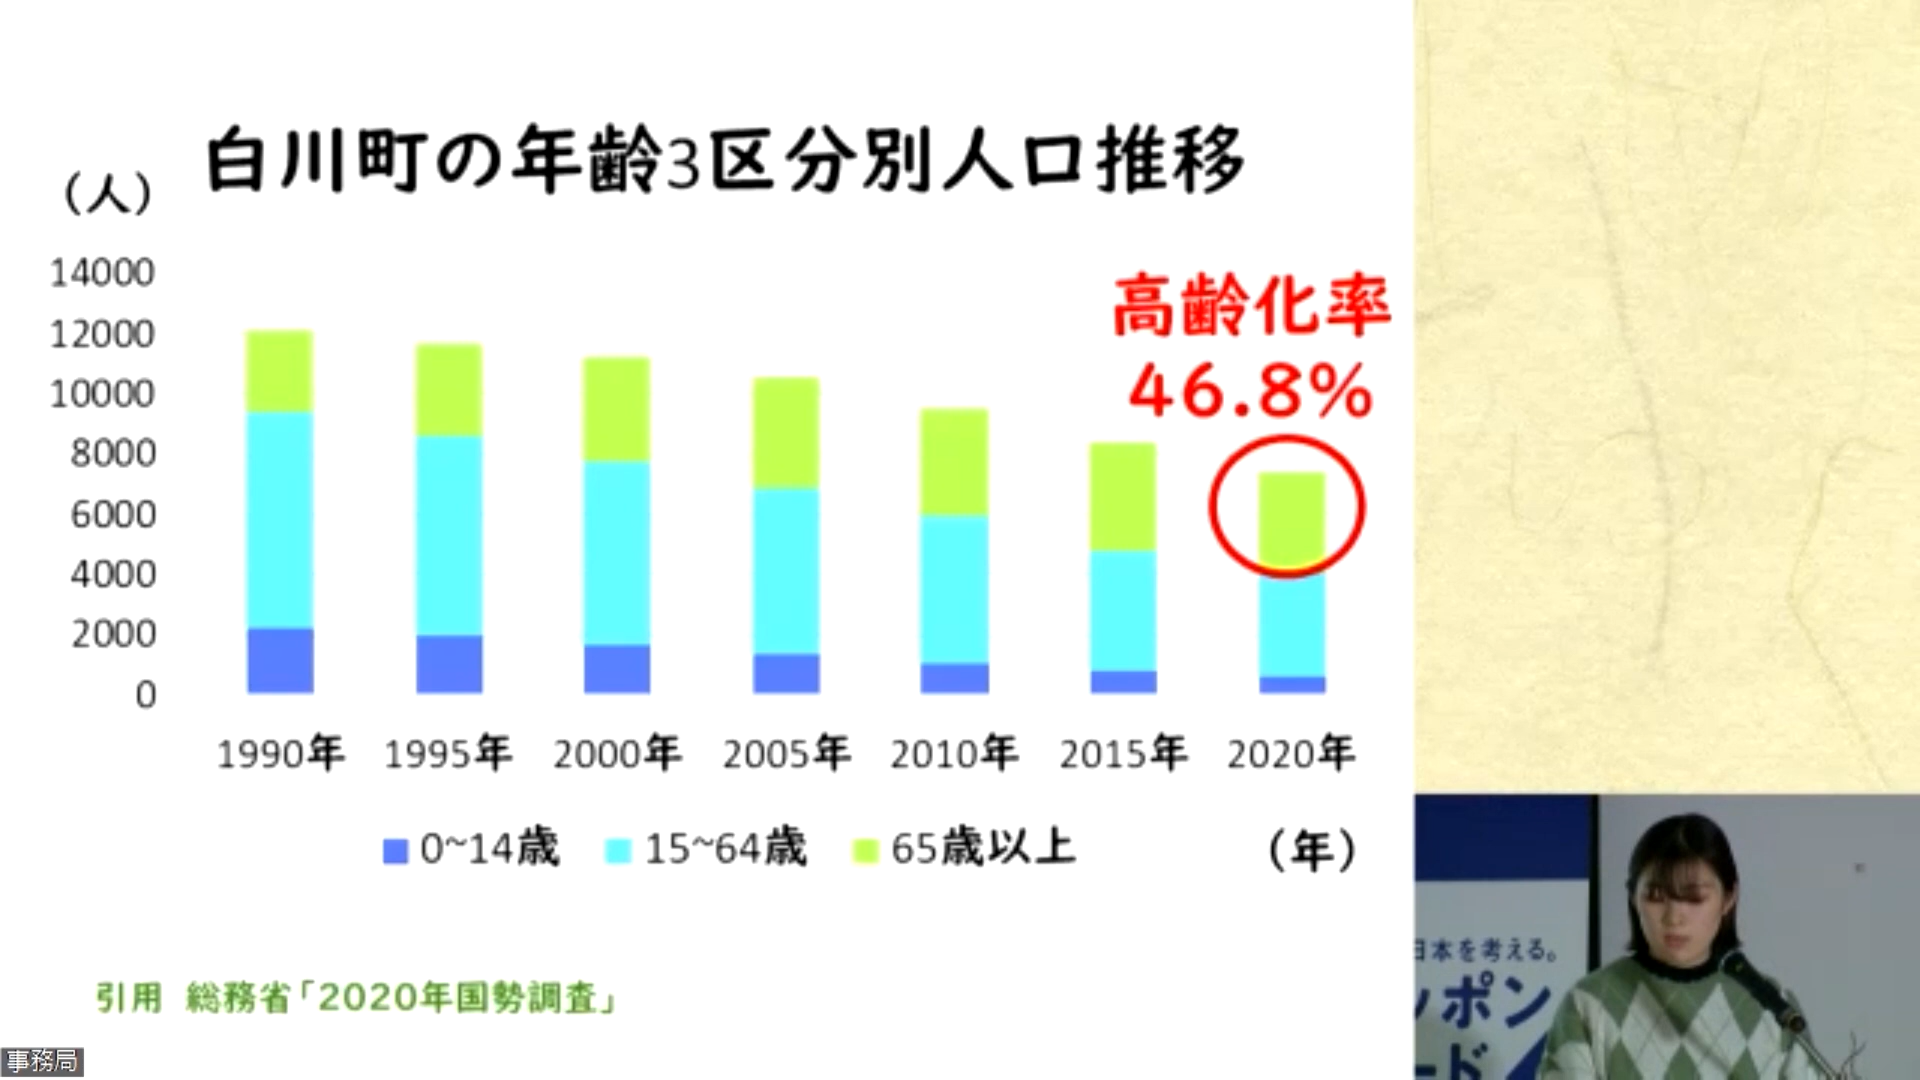 白川町の年齢3区分別人口推移
（人）
14000
12000
10000
8000
6000
4000
2000
0
高齢化率
46.8%
1990年 1995年 2000年 2005年 2010年 2015年 2020年
0~14歳 15~64歳 65歳以上 （年）
引用 総務省「2020年国勢調査」
事務局
日本を考える。
ッポン
ード